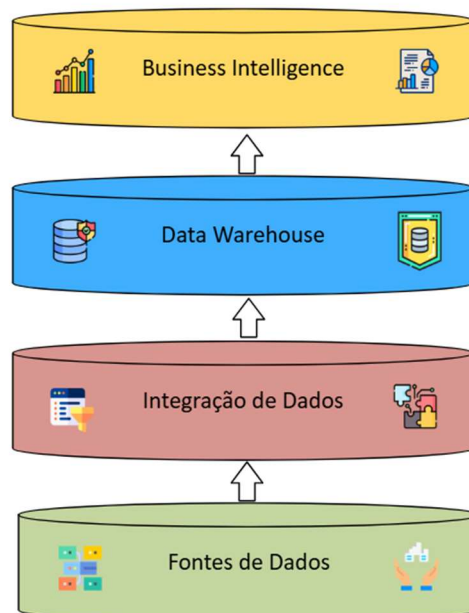 Business Intelligence
Data Warehouse
Integração de Dados
Fontes de Dados